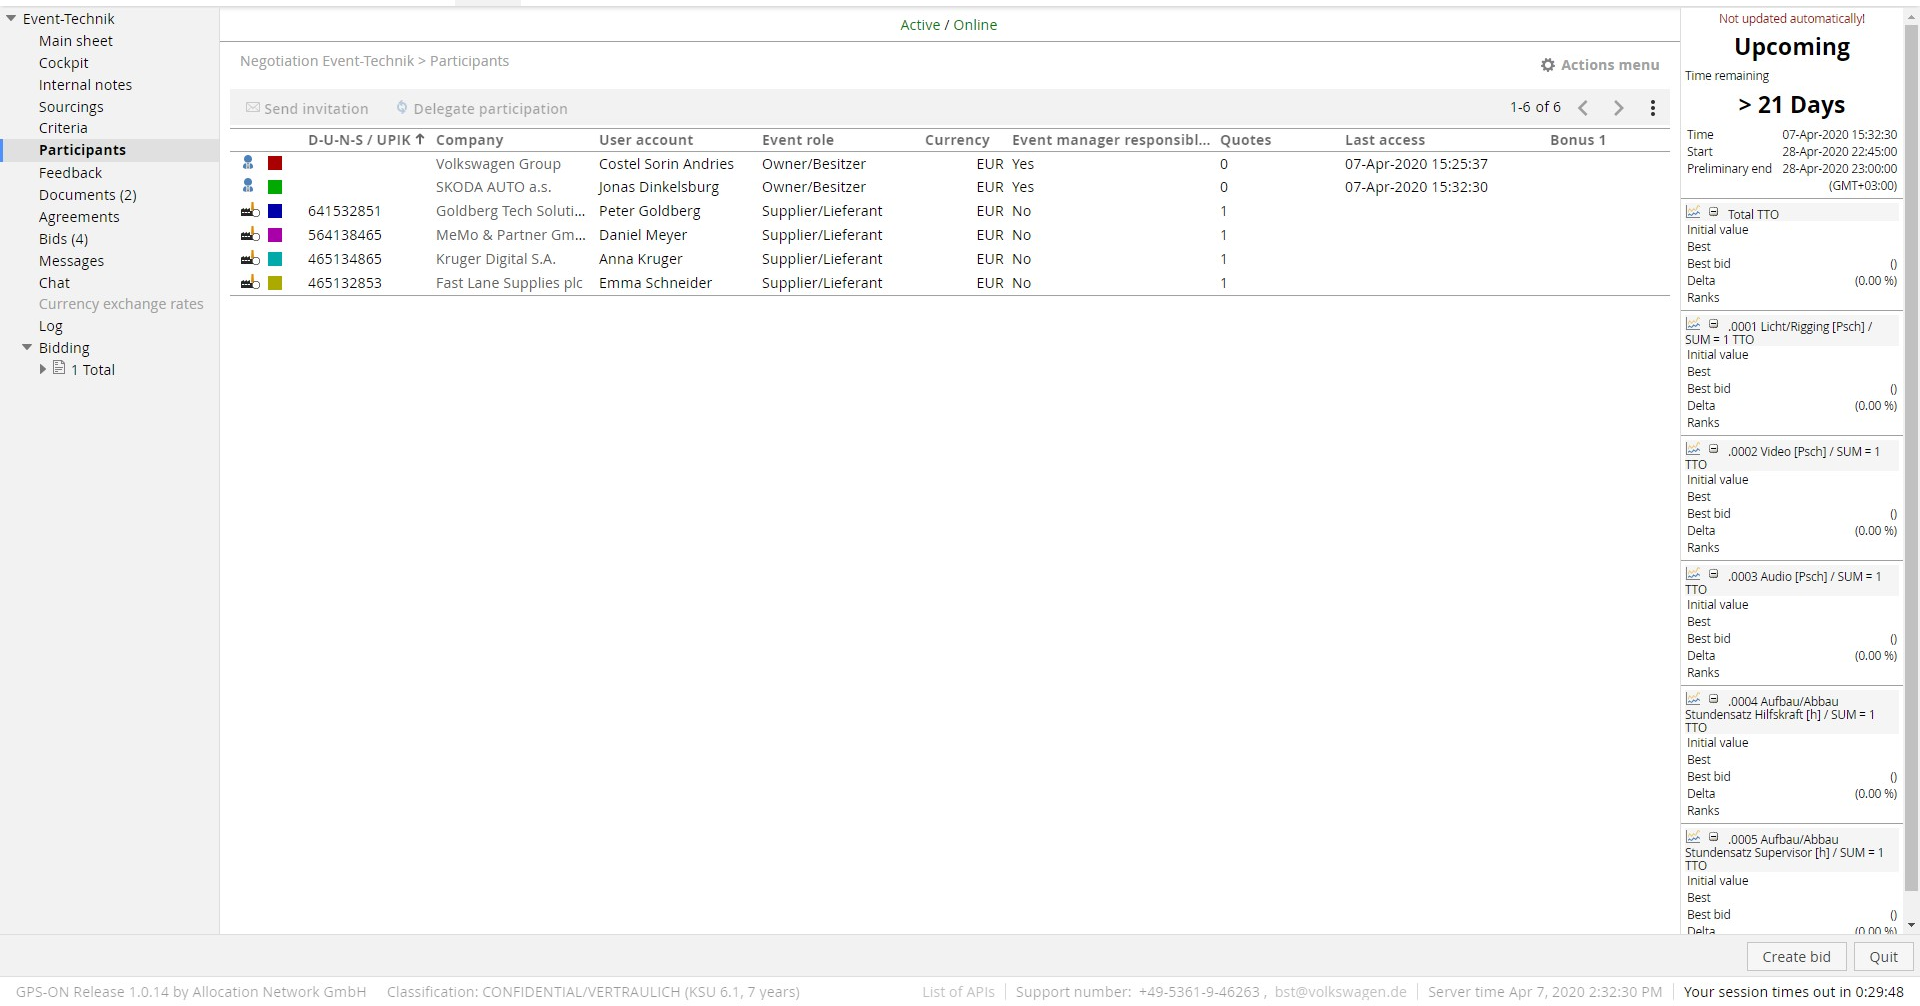 Event-Technik
Main sheet
Cockpit
Internal notes
Sourcings
Criteria
Participants
Feedback
Documents (2)
Agreements
Bids (4)
Messages
Chat
Currency exchange rates
Log
Bidding
1 Total
Active / Online
Negotiation Event-Technik > Participants
Actions menu
Send invitation Delegate participation 1-6 of 6
D-U-N-S / UPIK ↑ Company User account Event role Currency Event manager responsibl... Quotes Last access Bonus 1
Volkswagen Group Costel Sorin Andries Owner/Besitzer EUR Yes 0 07-Apr-2020 15:25:37
SKODA AUTO a.s. Jonas Dinkelsburg Owner/Besitzer EUR Yes 0 07-Apr-2020 15:32:30
641532851 Goldberg Tech Soluti... Peter Goldberg Supplier/Lieferant EUR No 1
564138465 MeMo & Partner Gm... Daniel Meyer Supplier/Lieferant EUR No 1
465134865 Kruger Digital S.A. Anna Kruger Supplier/Lieferant EUR No 1
465132853 Fast Lane Supplies plc Emma Schneider Supplier/Lieferant EUR No 1
Not updated automatically!
Upcoming
Time remaining
> 21 Days
Time 07-Apr-2020 15:32:30
Start 28-Apr-2020 22:45:00
Preliminary end 28-Apr-2020 23:00:00
(GMT+03:00)
Total TTO
Initial value
Best
Best bid ()
Delta (0.00 %)
Ranks
.0001 Licht/Rigging [Psch] /
SUM = 1 TTO
Initial value
Best
Best bid ()
Delta (0.00 %)
Ranks
.0002 Video [Psch] / SUM = 1
TTO
Initial value
Best
Best bid ()
Delta (0.00 %)
Ranks
.0003 Audio [Psch] / SUM = 1
TTO
Initial value
Best
Best bid ()
Delta (0.00 %)
Ranks
.0004 Aufbau/Abbau
Stundensatz Hilfskraft [h] / SUM = 1
TTO
Initial value
Best
Best bid ()
Delta (0.00 %)
Ranks
.0005 Aufbau/Abbau
Stundensatz Supervisor [h] / SUM = 1
TTO
Initial value
Best
Best bid ()
Delta (0.00 %)
Create bid Quit
GPS-ON Release 1.0.14 by Allocation Network GmbH Classification: CONFIDENTIAL/VERTRAULICH (KSU 6.1, 7 years) List of APIs Support number: +49-5361-9-46263 , bst@volkswagen.de Server time Apr 7, 2020 2:32:30 PM Your session times out in 0:29:48